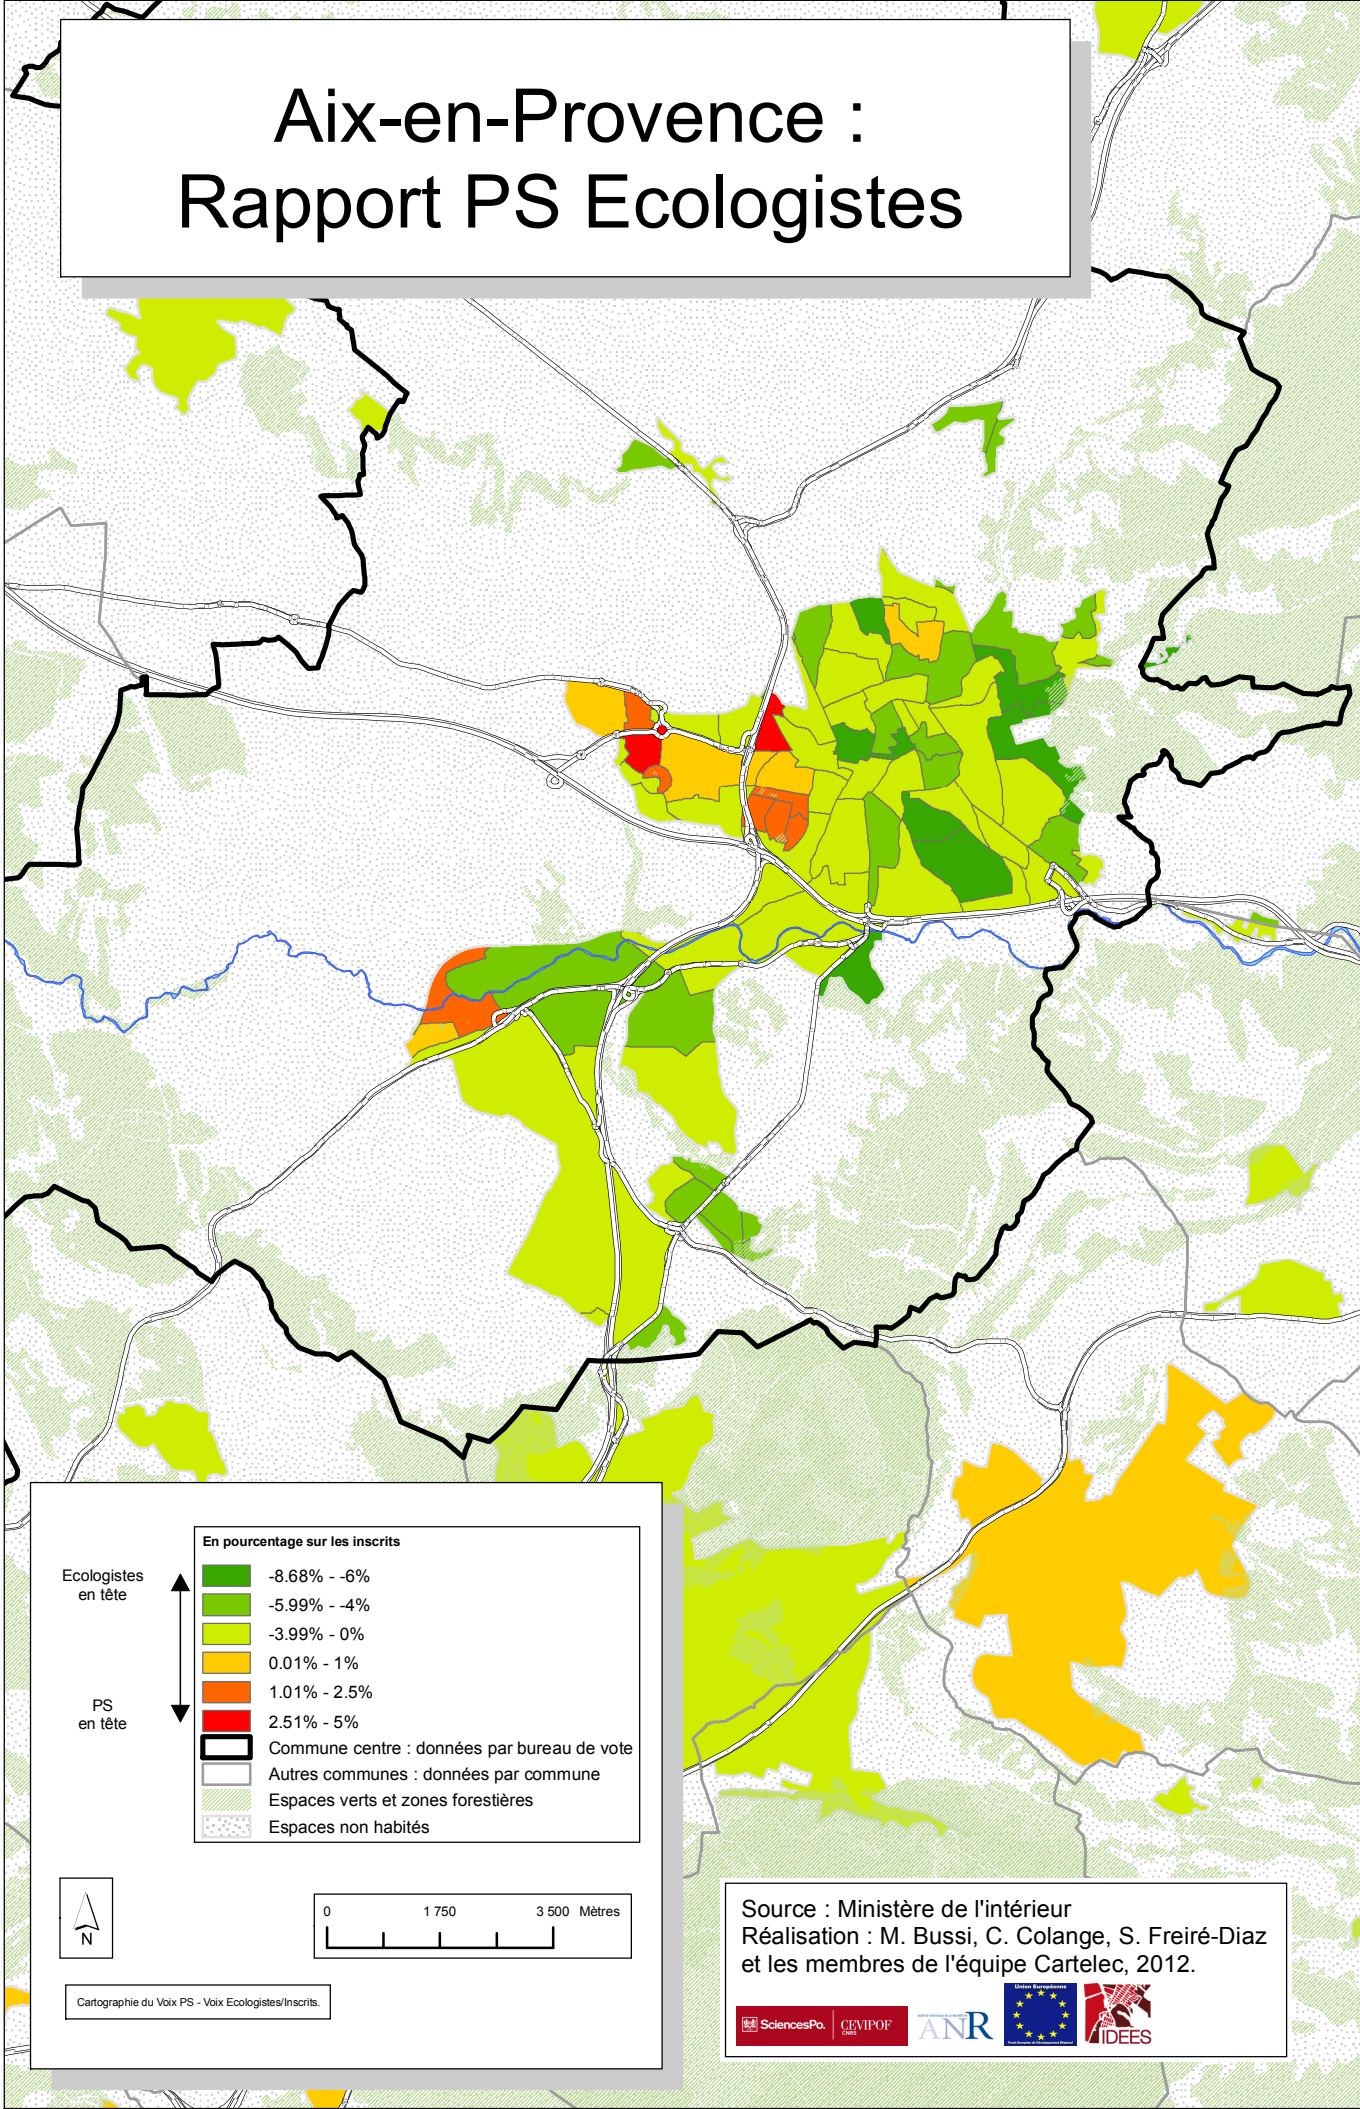 Aix-en-Provence :
Rapport PS Ecologistes
En pourcentage sur les inscrits
Ecologistes
en tête
PS
en tête
-8.68% - -6%
-5.99% - -4%
-3.99% - 0%
0.01% - 1%
1.01% - 2.5%
2.51% - 5%
Commune centre : données par bureau de vote
Autres communes : données par commune
Espaces verts et zones forestières
Espaces non habités
N
0 1 750 3 500 Mètres
Cartographie du Voix PS - Voix Ecologistes/Inscrits.
Source : Ministère de l'intérieur
Réalisation : M. Bussi, C. Colange, S. Freiré-Diaz
et les membres de l'équipe Cartelec, 2012.
SciencesPo.
CEVIPOF
CNRS
ANR
Union Européenne
IDEES